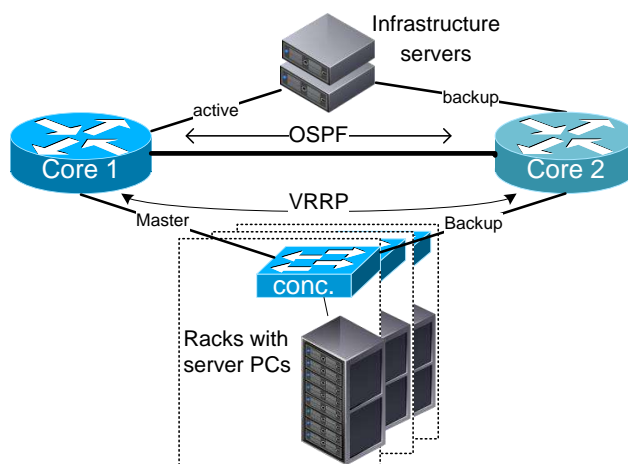 Infrastructure
servers
active
backup
OSPF
Core 1
Core 2
VRRP
Master
Backup
conc.
Racks with
server PCs